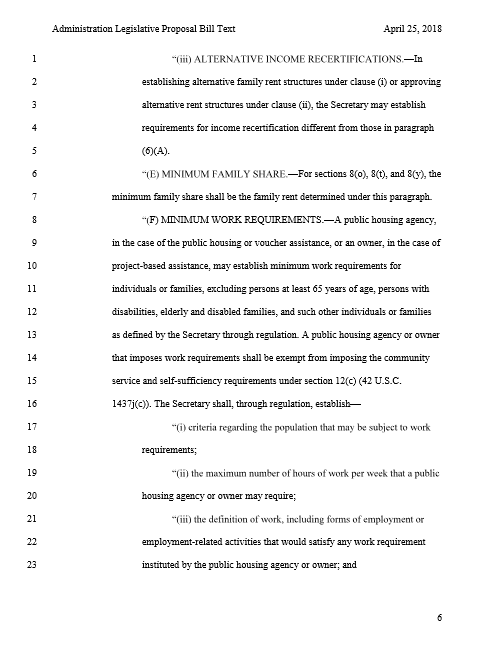 Administration Legislative Proposal Bill Text April 25, 2018
1 “(iii) ALTERNATIVE INCOME RECERTIFICATIONS.—In
2 establishing alternative family rent structures under clause (i) or approving
3 alternative rent structures under clause (ii), the Secretary may establish
4 requirements for income recertification different from those in paragraph
5 (6)(A).
6 “(E) MINIMUM FAMILY SHARE.—For sections 8(o), 8(t), and 8(y), the
7 minimum family share shall be the family rent determined under this paragraph.
8 “(F) MINIMUM WORK REQUIREMENTS.—A public housing agency,
9 in the case of the public housing or voucher assistance, or an owner, in the case of
10 project-based assistance, may establish minimum work requirements for
11 individuals or families, excluding persons at least 65 years of age, persons with
12 disabilities, elderly and disabled families, and such other individuals or families
13 as defined by the Secretary through regulation. A public housing agency or owner
14 that imposes work requirements shall be exempt from imposing the community
15 service and self-sufficiency requirements under section 12(c) (42 U.S.C.
16 1437j(c)). The Secretary shall, through regulation, establish—
17 “(i) criteria regarding the population that may be subject to work
18 requirements;
19 “(ii) the maximum number of hours of work per week that a public
20 housing agency or owner may require;
21 “(iii) the definition of work, including forms of employment or
22 employment-related activities that would satisfy any work requirement
23 instituted by the public housing agency or owner; and
6